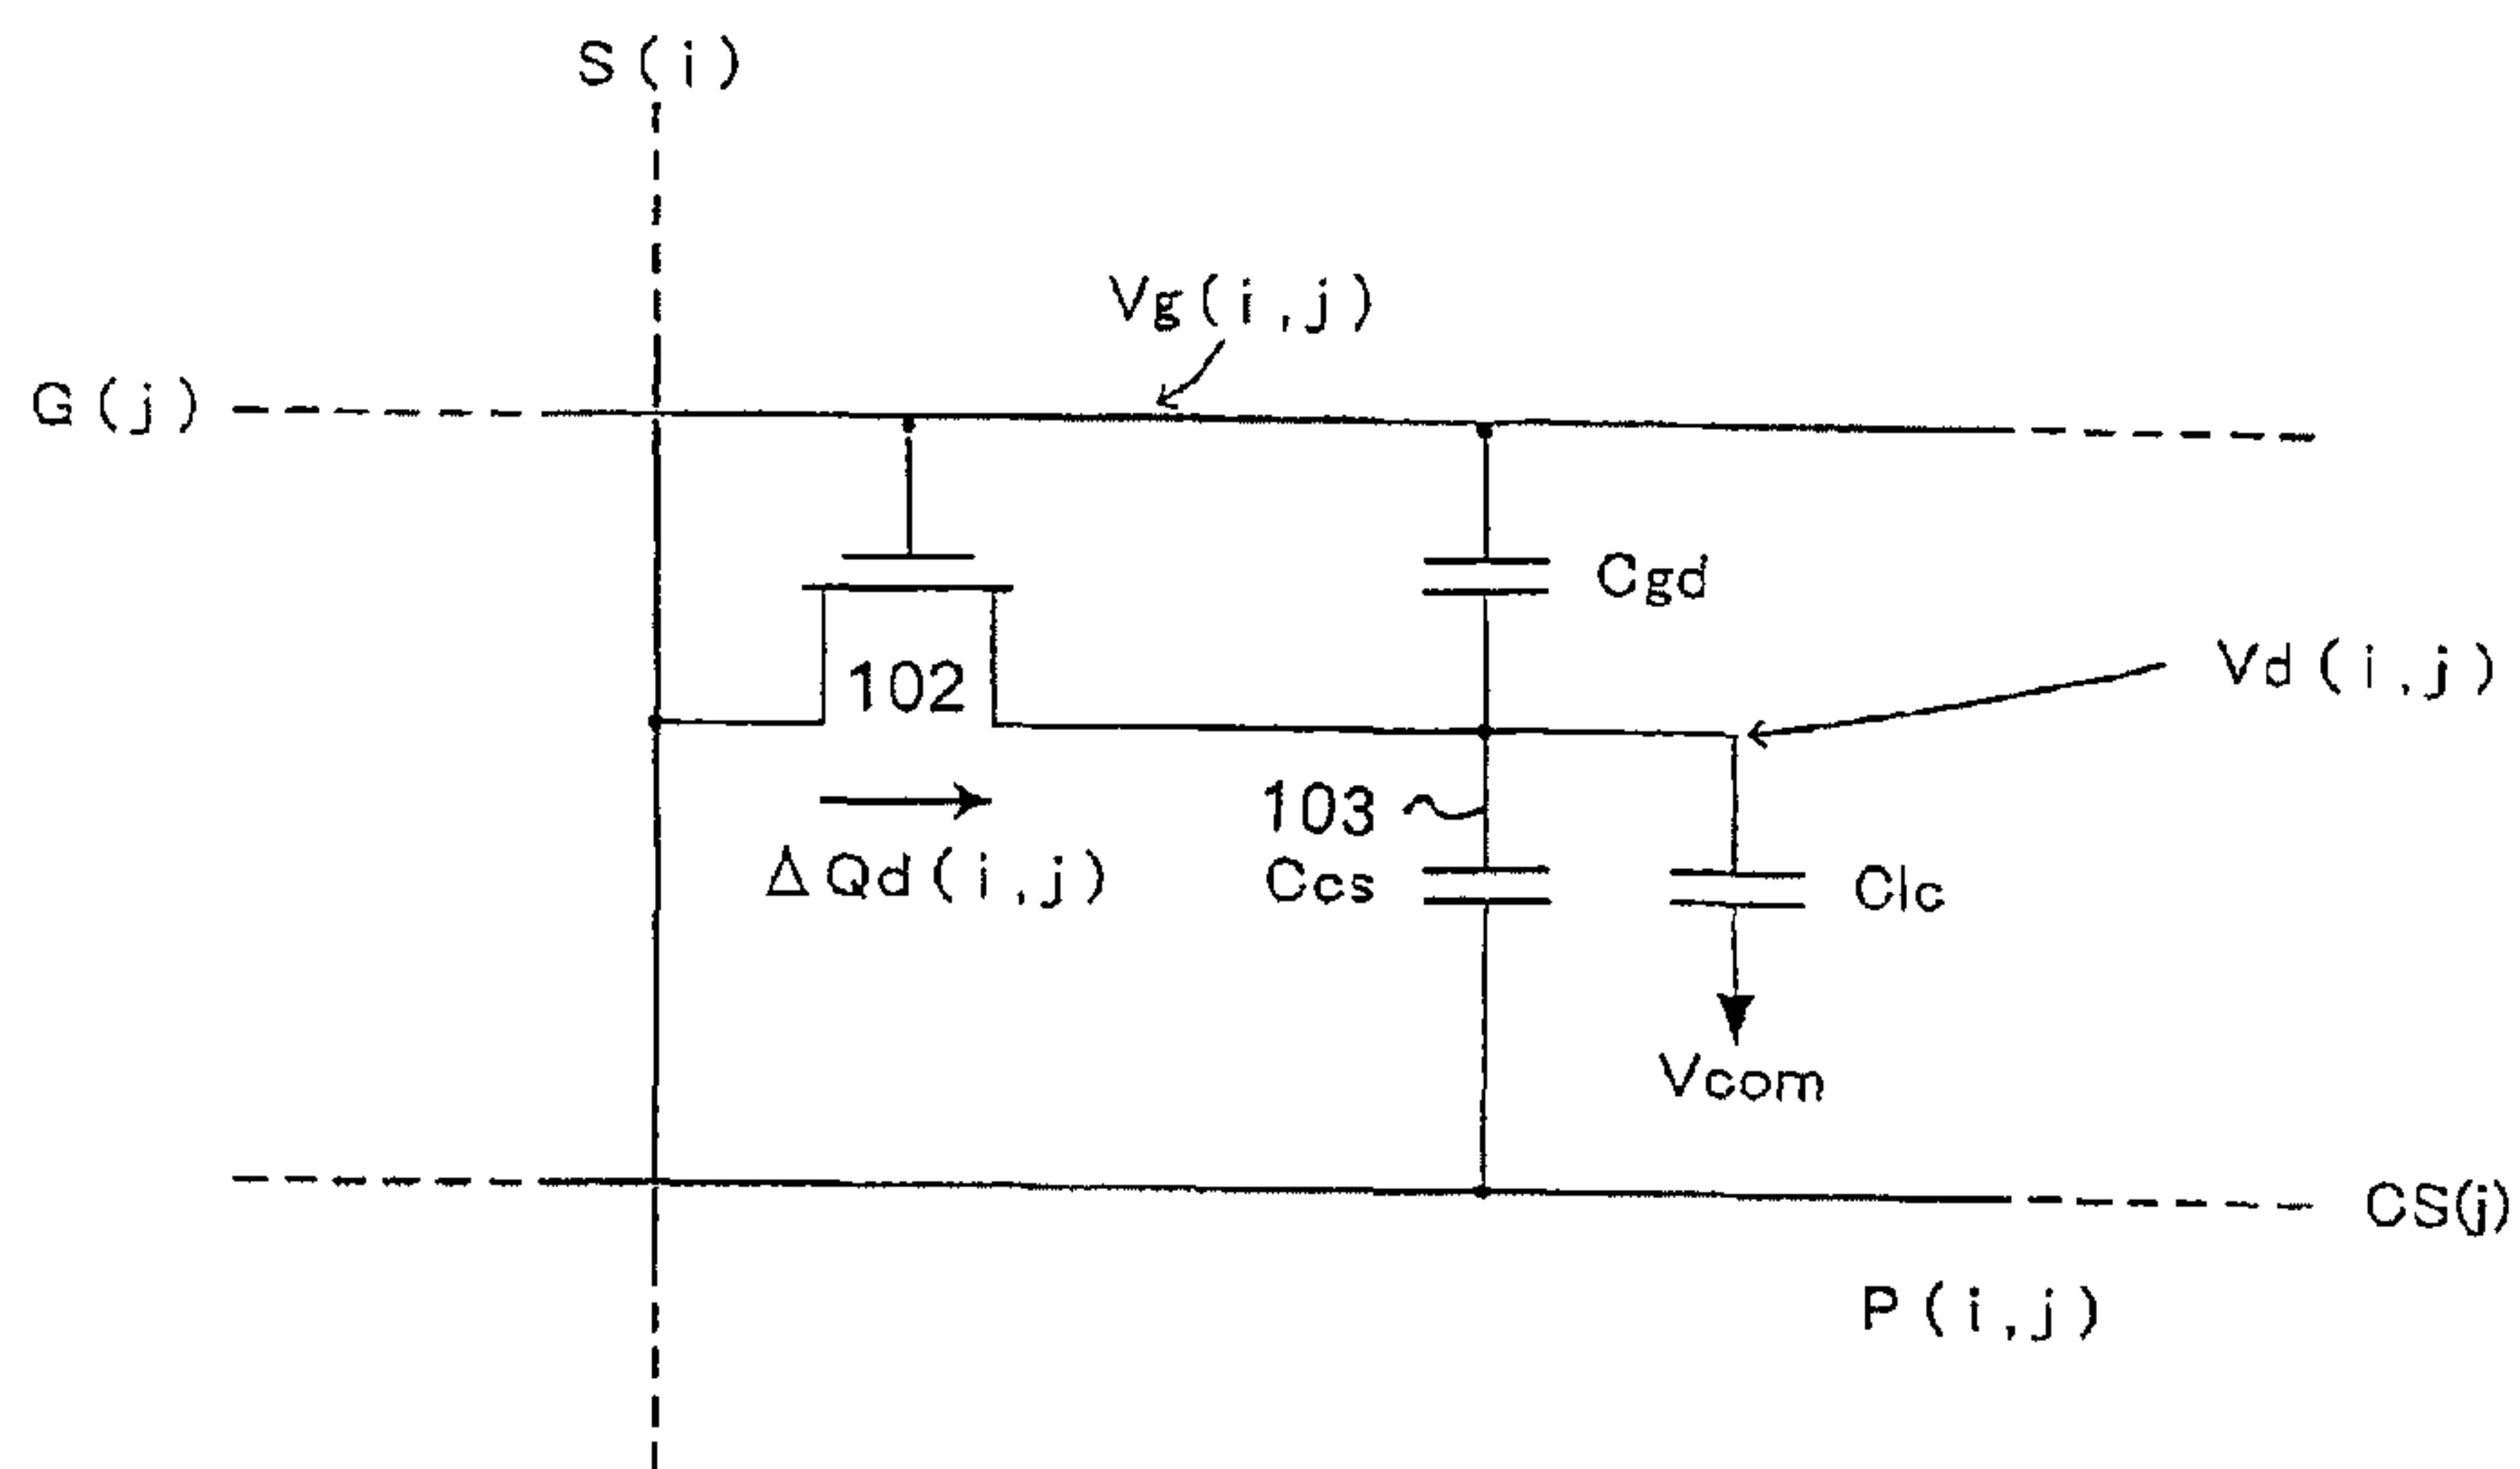 S(i)
Vg(i,j)
G(j)
Cgd
102
Vd(i,j)
103
ΔQd(i,j)
Ccs
Clc
Vcom
CS(j)
P(i,j)